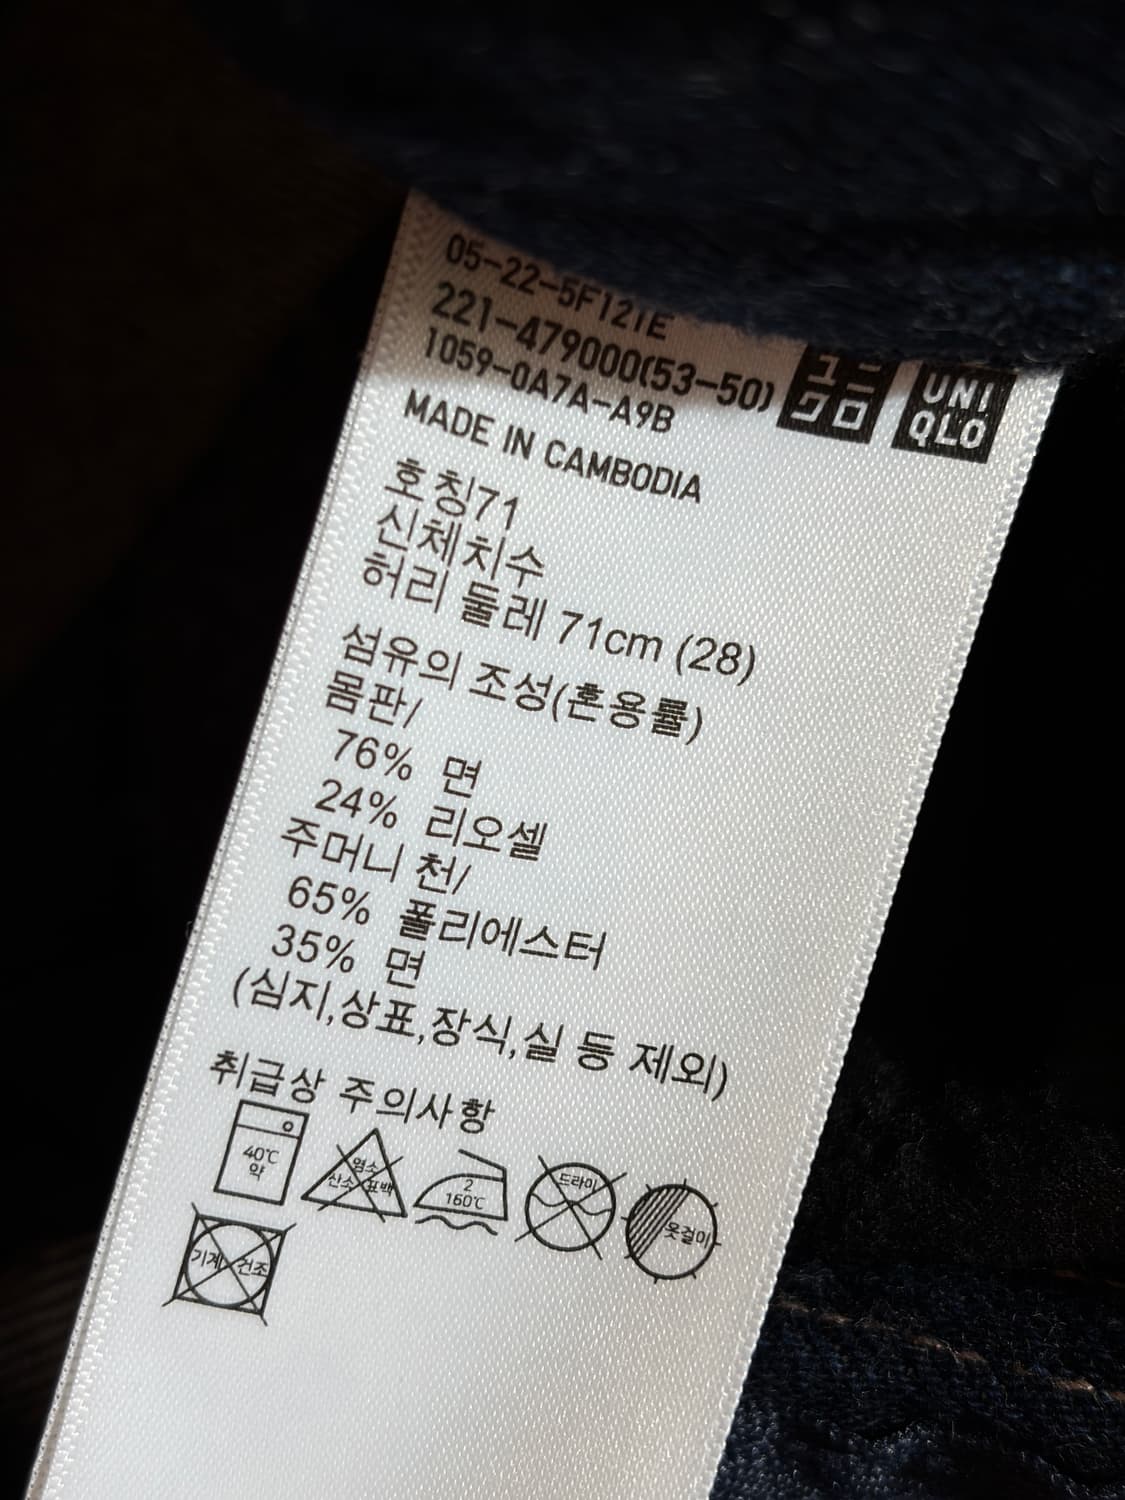 05-22-5F121E
221-479000(53-50)
1059-0A7A-A9B
ユニ
クロ
UNI
QLO
MADE IN CAMBODIA
호칭71
신체치수
허리 둘레 71cm (28)
섬유의 조성(혼용률)
몸판/
76% 면
24% 리오셀
주머니 천/
65% 폴리에스터
35% 면
(심지,상표,장식,실 등 제외)
취급상 주의사항
40℃
약
염소
산소 표백
2
160℃
드라이
옷걸이
기계 건조